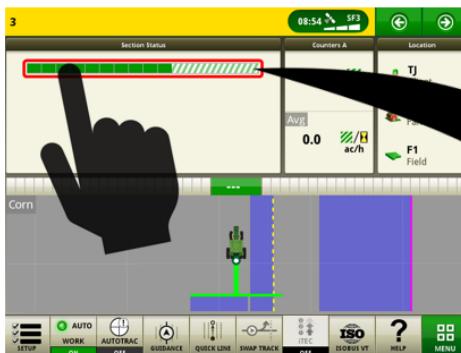 3
08:54
SF3
Section Status
Counters A
Location
TJ
Avg
0.0
ac/h
F1
Field
---
Corn
AUTO
WORK
ON
SETUP
AUTOTRAC
OFF
GUIDANCE
QUICK LINE
SWAP TRACK
iTEC
OFF
ISO
ISOBUS VT
?
HELP
MENU